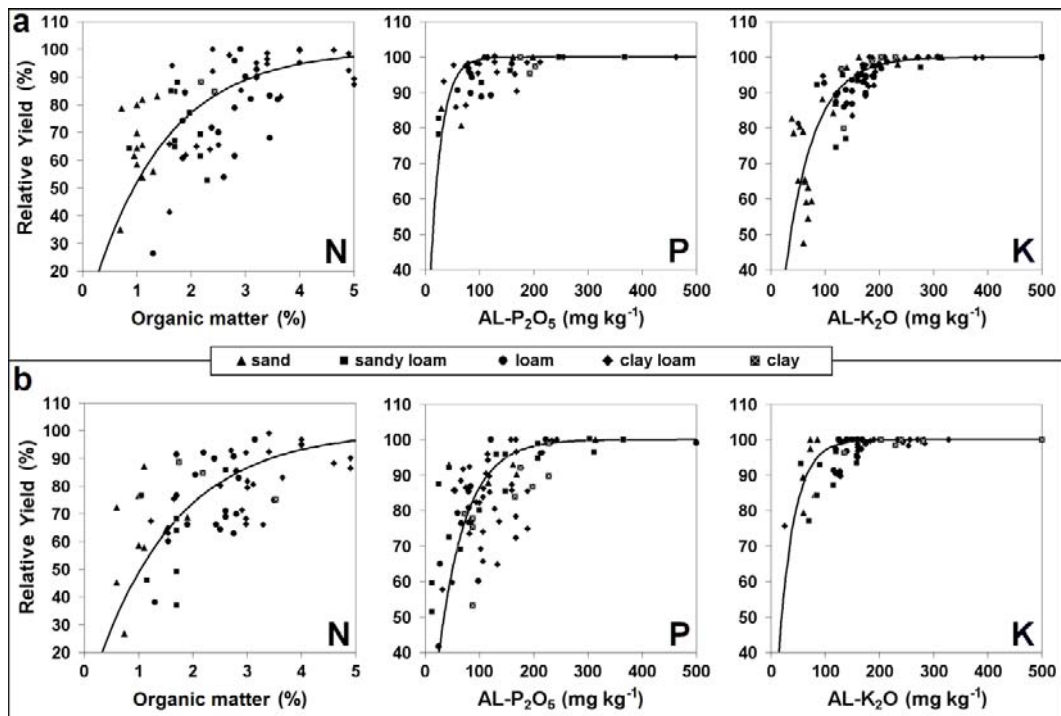 a
Relative Yield (%)
110
100
90
80
70
60
50
40
30
20
0 1 2 3 4 5
Organic matter (%)
N
110
100
90
80
70
60
50
40
0 100 200 300 400 500
AL-P₂O₅ (mg kg⁻¹)
P
110
100
90
80
70
60
50
40
0 100 200 300 400 500
AL-K₂O (mg kg⁻¹)
K
sand sandy loam loam clay loam clay
b
Relative Yield (%)
110
100
90
80
70
60
50
40
30
20
0 1 2 3 4 5
Organic matter (%)
N
110
100
90
80
70
60
50
40
0 100 200 300 400 500
AL-P₂O₅ (mg kg⁻¹)
P
110
100
90
80
70
60
50
40
0 100 200 300 400 500
AL-K₂O (mg kg⁻¹)
K